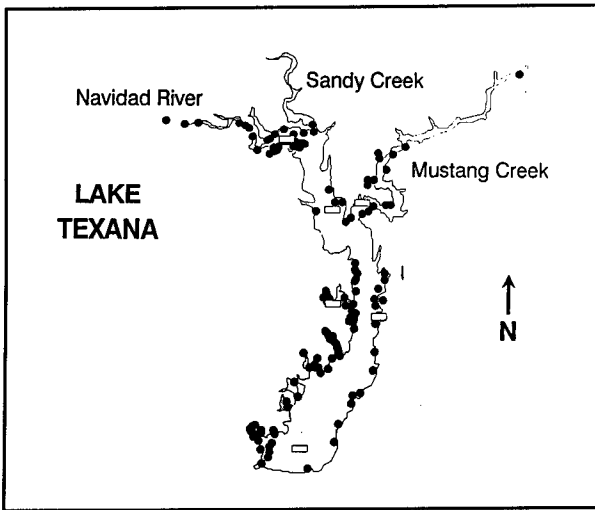 Sandy Creek
Navidad River
Mustang Creek
LAKE
TEXANA
N